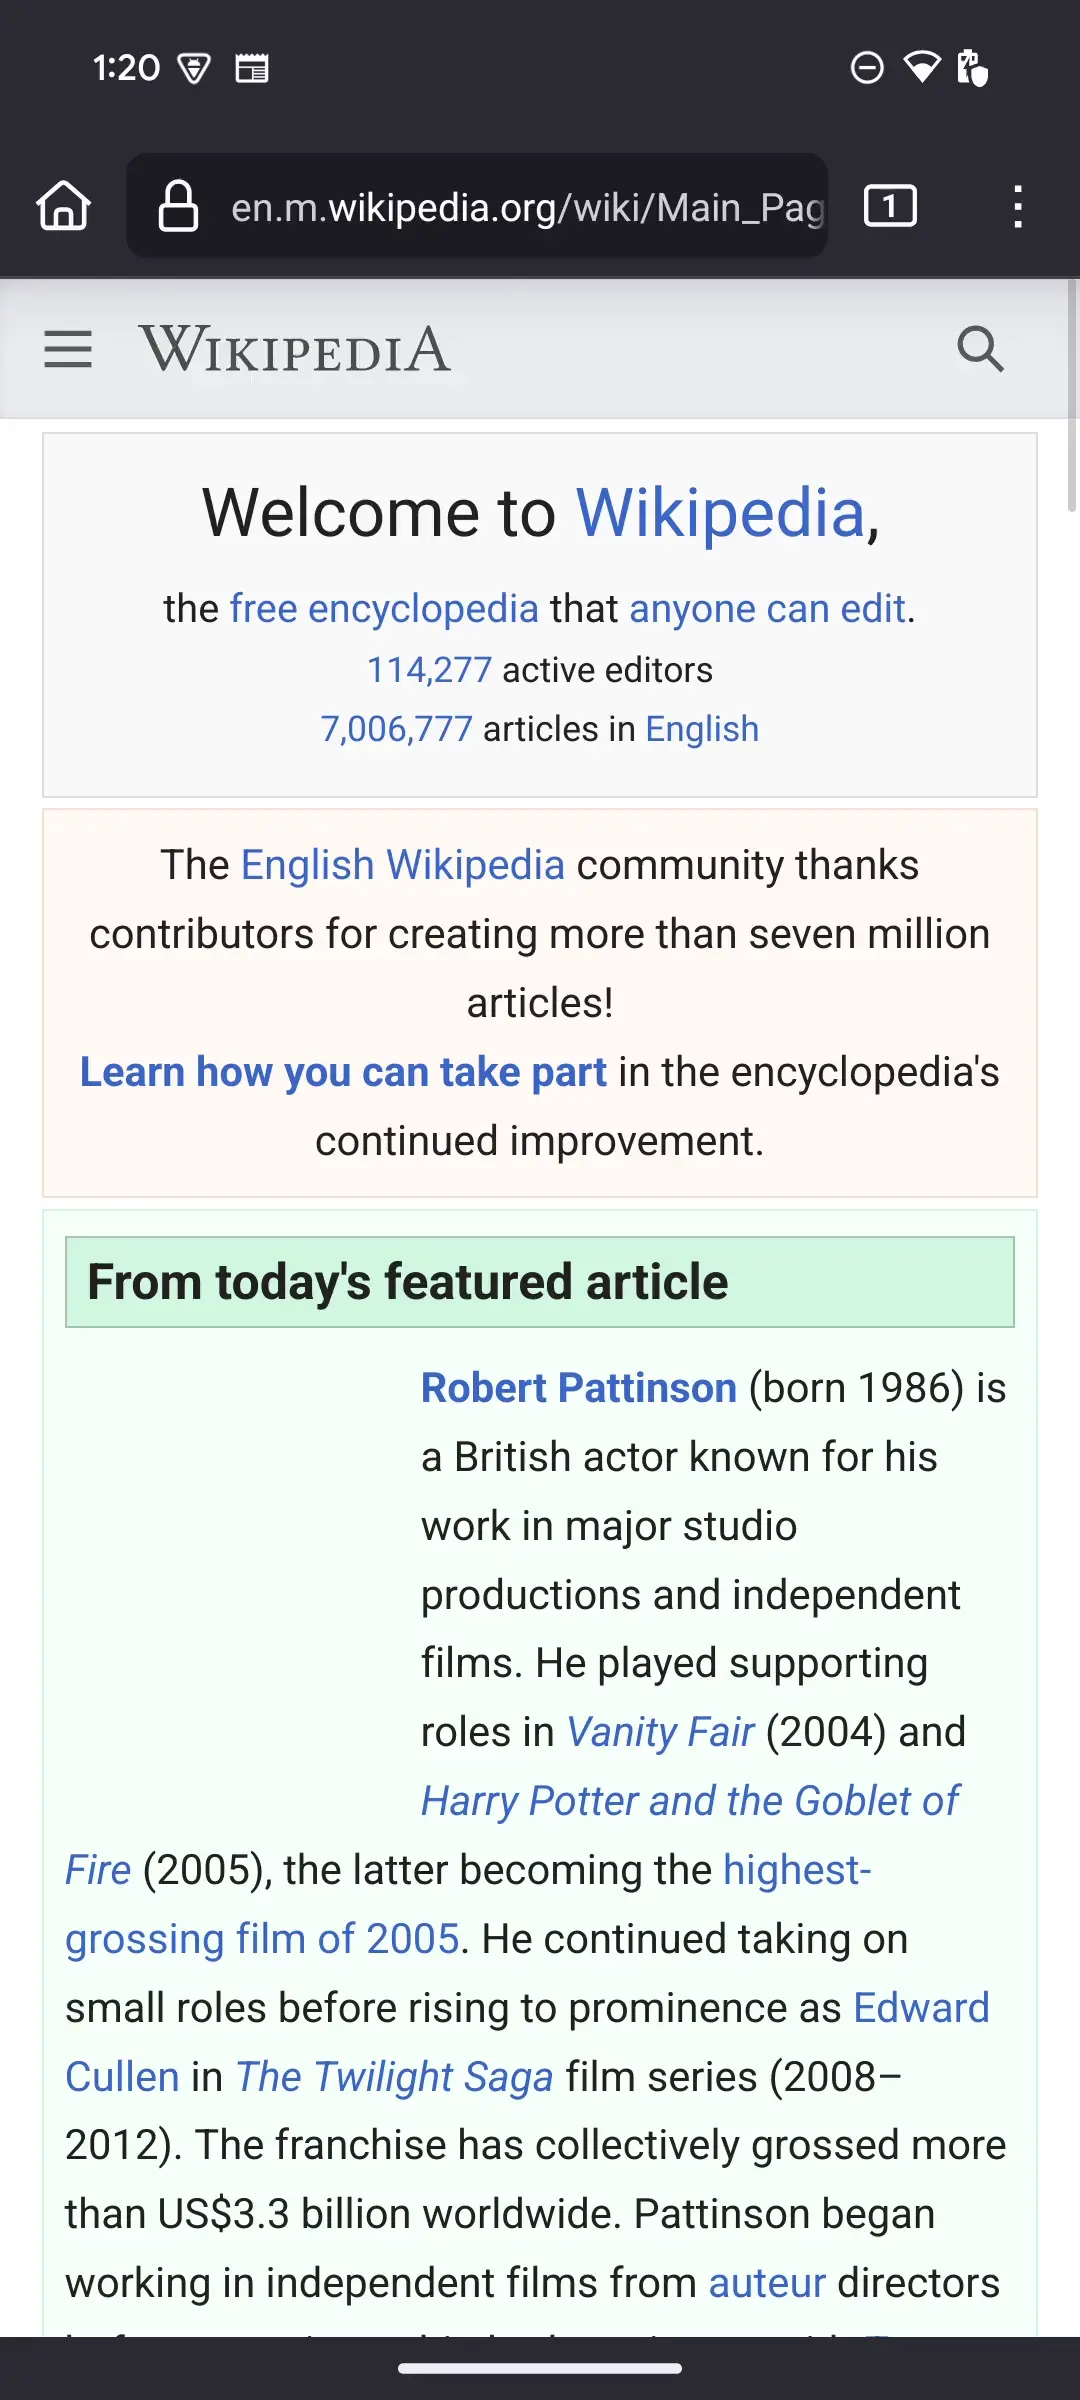 1:20
en.m.wikipedia.org/wiki/Main_Pag
1
WIKIPEDIA
Welcome to Wikipedia,
the free encyclopedia that anyone can edit.
114,277 active editors
7,006,777 articles in English
The English Wikipedia community thanks
contributors for creating more than seven million
articles!
Learn how you can take part in the encyclopedia's
continued improvement.
From today's featured article
Robert Pattinson (born 1986) is
a British actor known for his
work in major studio
productions and independent
films. He played supporting
roles in Vanity Fair (2004) and
Harry Potter and the Goblet of
Fire (2005), the latter becoming the highest-
grossing film of 2005. He continued taking on
small roles before rising to prominence as Edward
Cullen in The Twilight Saga film series (2008–
2012). The franchise has collectively grossed more
than US$3.3 billion worldwide. Pattinson began
working in independent films from auteur directors